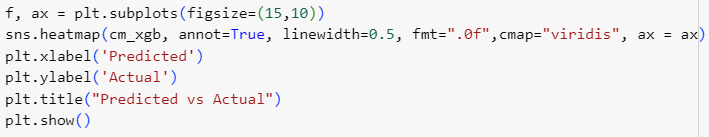 f, ax = plt.subplots(figsize=(15,10))
sns.heatmap(cm_xgb, annot=True, linewidth=0.5, fmt=".0f",cmap="viridis", ax = ax)
plt.xlabel('Predicted')
plt.ylabel('Actual')
plt.title("Predicted vs Actual")
plt.show()